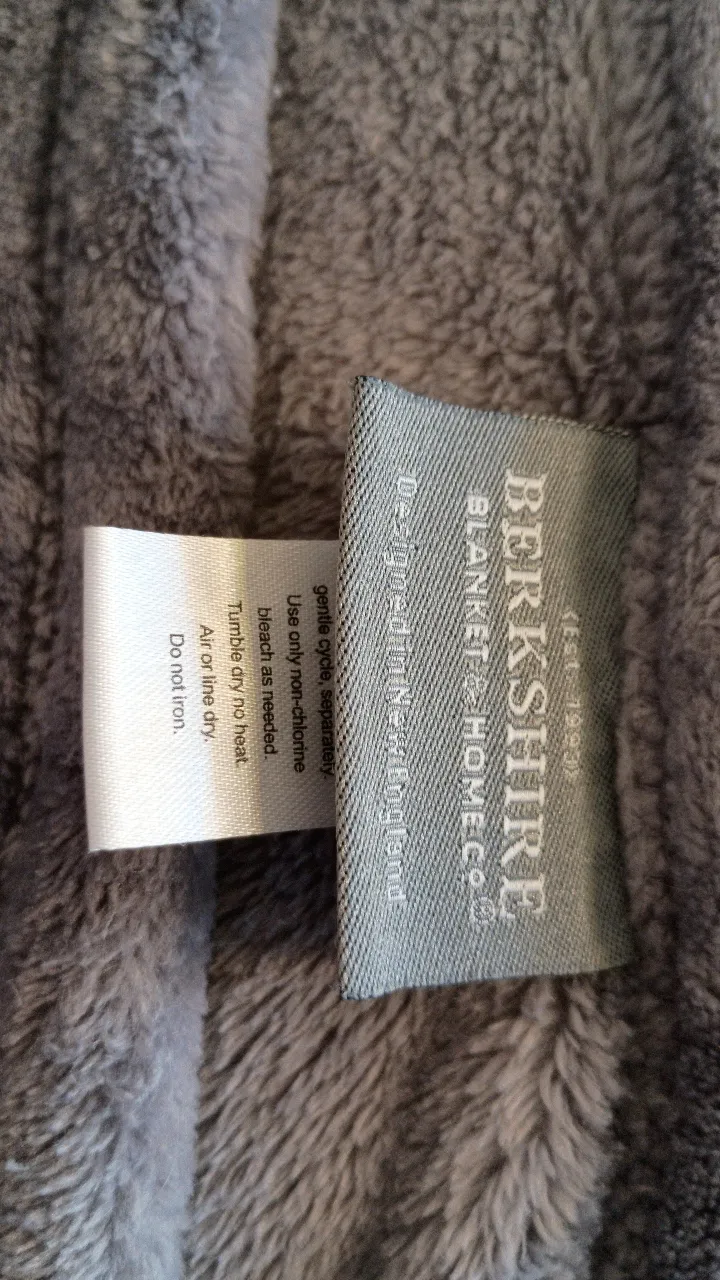 BERKSHIRE
BLANKET & HOME Co.®
Designed in New England
gentle cycle, separately
Use only non-chlorine
bleach as needed.
Tumble dry no heat
Air or line dry.
Do not iron.